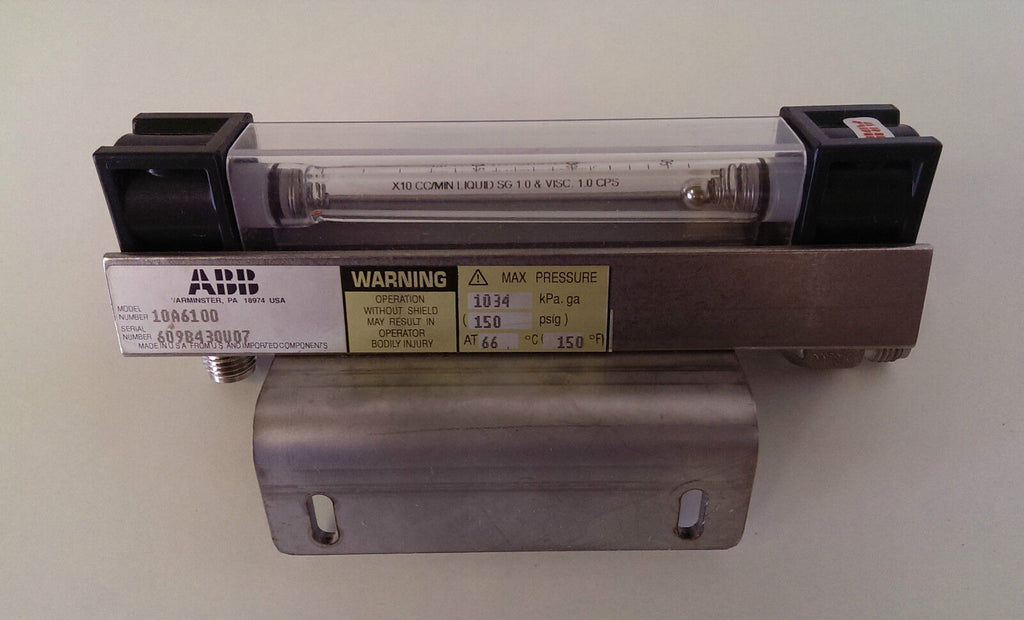 X10 CC/MIN LIQUID SG 1.0 & VISC. 1.0 CPS
ABB
WARMINSTER, PA 18974 USA
MODEL
NUMBER 10A6100
SERIAL
NUMBER 609B430U07
MADE IN U.S.A. FROM U.S. AND IMPORTED COMPONENTS
WARNING
OPERATION
WITHOUT SHIELD
MAY RESULT IN
OPERATOR
BODILY INJURY
MAX PRESSURE
1034 kPa. ga
( 150 psig )
AT 66 °C ( 150 °F)